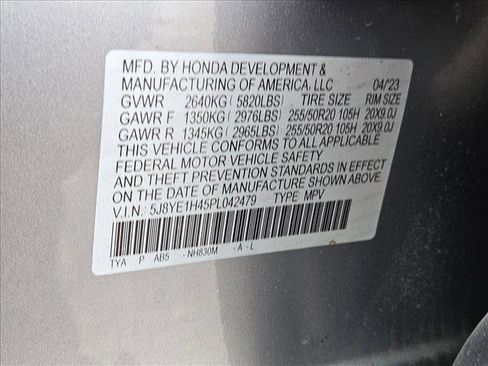 MFD. BY HONDA DEVELOPMENT &
MANUFACTURING OF AMERICA, LLC 04/23
GVWR 2640KG(5820LBS) TIRE SIZE RIM SIZE
GAWR F 1350KG(2976LBS) 255/50R20 105H 20X9.0J
GAWR R 1345KG(2965LBS) 255/50R20 105H 20X9.0J
THIS VEHICLE CONFORMS TO ALL APPLICABLE
FEDERAL MOTOR VEHICLE SAFETY
AND THEFT PREVENTION STANDARDS IN EFFECT
ON THE DATE OF MANUFACTURE SHOWN ABOVE.
V.I.N.: 5J8YE1H45PL042479 TYPE: MPV
TYA P AB5 -NH830M -A-L